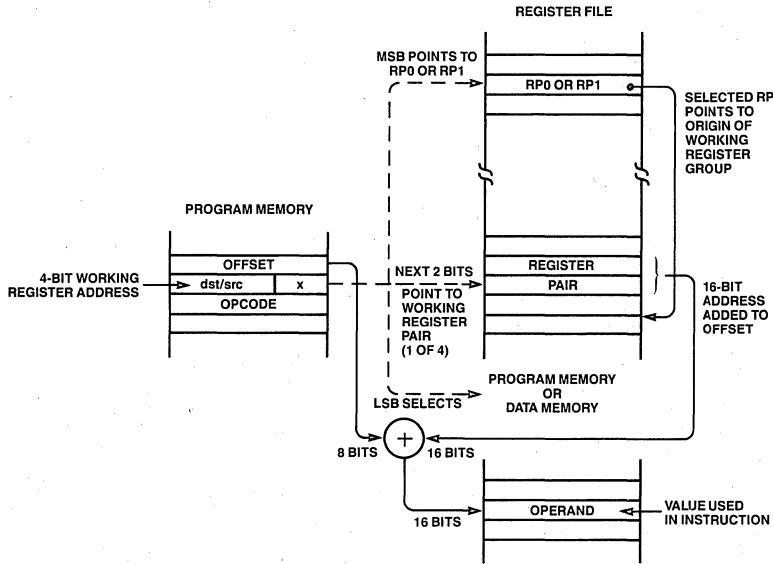 REGISTER FILE
MSB POINTS TO
RP0 OR RP1
RP0 OR RP1
SELECTED RP
POINTS TO
ORIGIN OF
WORKING
REGISTER
GROUP
PROGRAM MEMORY
OFFSET
4-BIT WORKING
REGISTER ADDRESS
dst/src
x
OPCODE
NEXT 2 BITS
POINT TO
WORKING
REGISTER
PAIR
(1 OF 4)
REGISTER
PAIR
16-BIT
ADDRESS
ADDED TO
OFFSET
LSB SELECTS
PROGRAM MEMORY
OR
DATA MEMORY
8 BITS
+
16 BITS
16 BITS
OPERAND
VALUE USED
IN INSTRUCTION